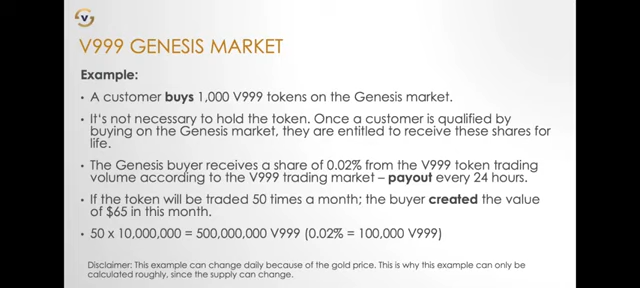 V
V999 GENESIS MARKET
Example:
• A customer buys 1,000 V999 tokens on the Genesis market.
• It's not necessary to hold the token. Once a customer is qualified by
buying on the Genesis market, they are entitled to receive these shares for
life.
• The Genesis buyer receives a share of 0.02% from the V999 token trading
volume according to the V999 trading market – payout every 24 hours.
• If the token will be traded 50 times a month; the buyer created the value
of $65 in this month.
• 50 x 10,000,000 = 500,000,000 V999 (0.02% = 100,000 V999)
Disclaimer: This example can change daily because of the gold price. This is why this example can only be
calculated roughly, since the supply can change.